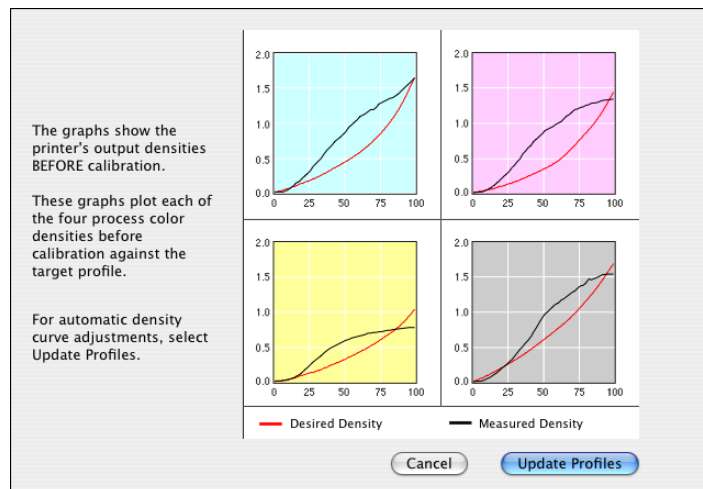 The graphs show the
printer's output densities
BEFORE calibration.
These graphs plot each of
the four process color
densities before
calibration against the
target profile.
For automatic density
curve adjustments, select
Update Profiles.
2.0
1.5
1.0
0.5
0.0
0 25 50 75 100
2.0
1.5
1.0
0.5
0.0
0 25 50 75 100
2.0
1.5
1.0
0.5
0.0
0 25 50 75 100
2.0
1.5
1.0
0.5
0.0
0 25 50 75 100
Desired Density
Measured Density
Cancel
Update Profiles